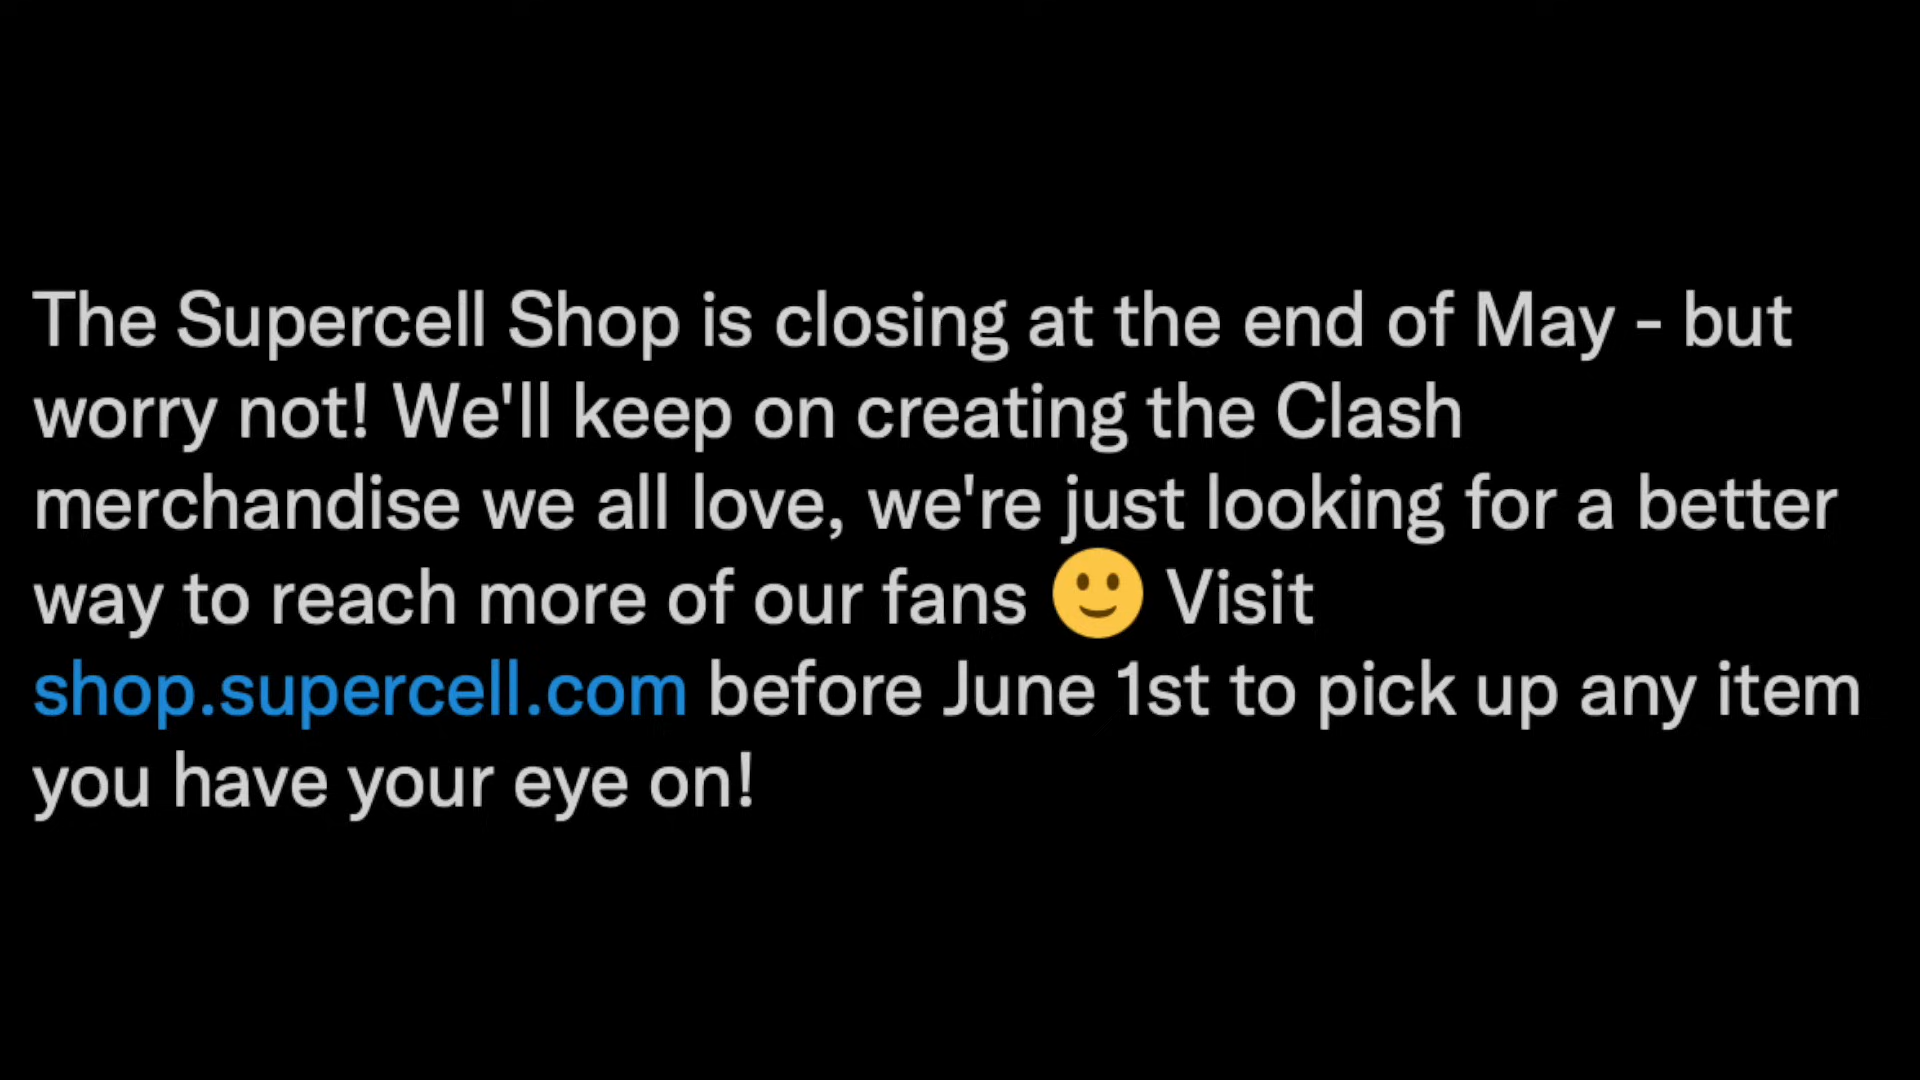 The Supercell Shop is closing at the end of May - but
worry not! We'll keep on creating the Clash
merchandise we all love, we're just looking for a better
way to reach more of our fans 🙂 Visit
shop.supercell.com before June 1st to pick up any item
you have your eye on!